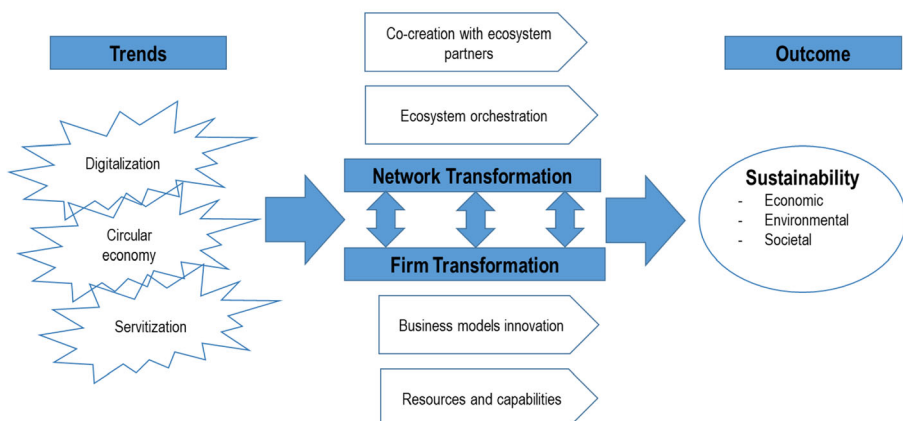 Trends
Digitalization
Circular
economy
Servitization
Co-creation with ecosystem
partners
Ecosystem orchestration
Network Transformation
Firm Transformation
Business models innovation
Resources and capabilities
Outcome
Sustainability
- Economic
- Environmental
- Societal